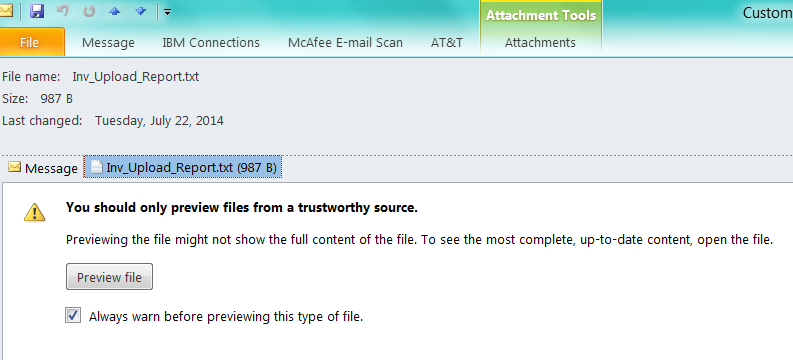 Attachment Tools
Custom
File Message IBM Connections McAfee E-mail Scan AT&T Attachments
File name: Inv_Upload_Report.txt
Size: 987 B
Last changed: Tuesday, July 22, 2014
Message Inv_Upload_Report.txt (987 B)
You should only preview files from a trustworthy source.
Previewing the file might not show the full content of the file. To see the most complete, up-to-date content, open the file.
Preview file
Always warn before previewing this type of file.